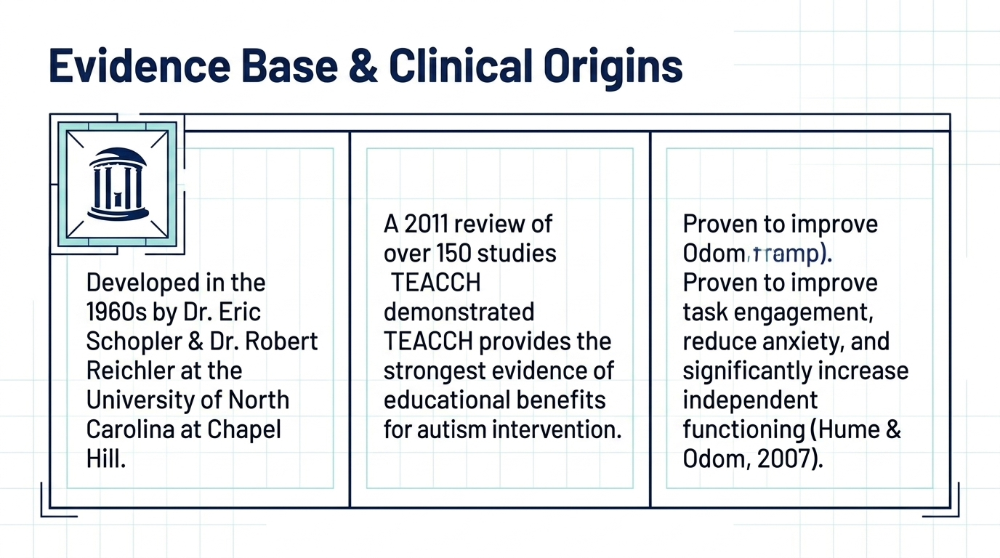 Evidence Base & Clinical Origins
Developed in the
1960s by Dr. Eric
Schopler & Dr. Robert
Reichler at the
University of North
Carolina at Chapel
Hill.
A 2011 review of
over 150 studies
TEACCH
demonstrated
TEACCH provides the
strongest evidence of
educational benefits
for autism intervention.
Proven to improve
Odom
Proven to improve
task engagement,
reduce anxiety, and
significantly increase
independent
functioning (Hume &
Odom, 2007).